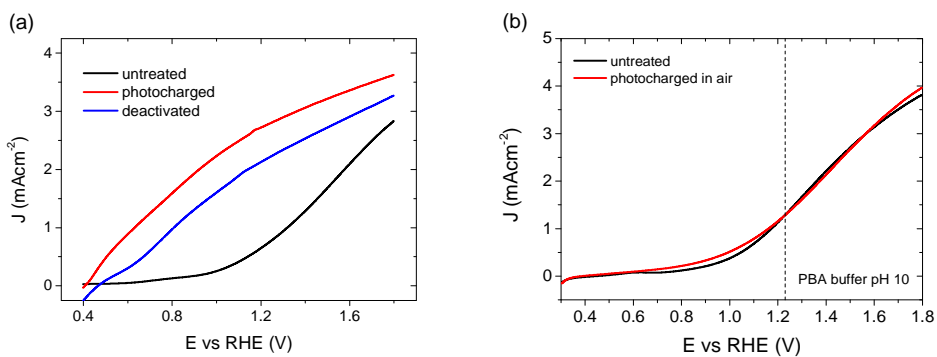 (a)
untreated
photocharged
deactivated
J (mAcm-2)
4
3
2
1
0
0.4 0.8 1.2 1.6
E vs RHE (V)
(b)
untreated
photocharged in air
J (mAcm-2)
5
4
3
2
1
0
PBA buffer pH 10
0.4 0.6 0.8 1.0 1.2 1.4 1.6 1.8
E vs RHE (V)